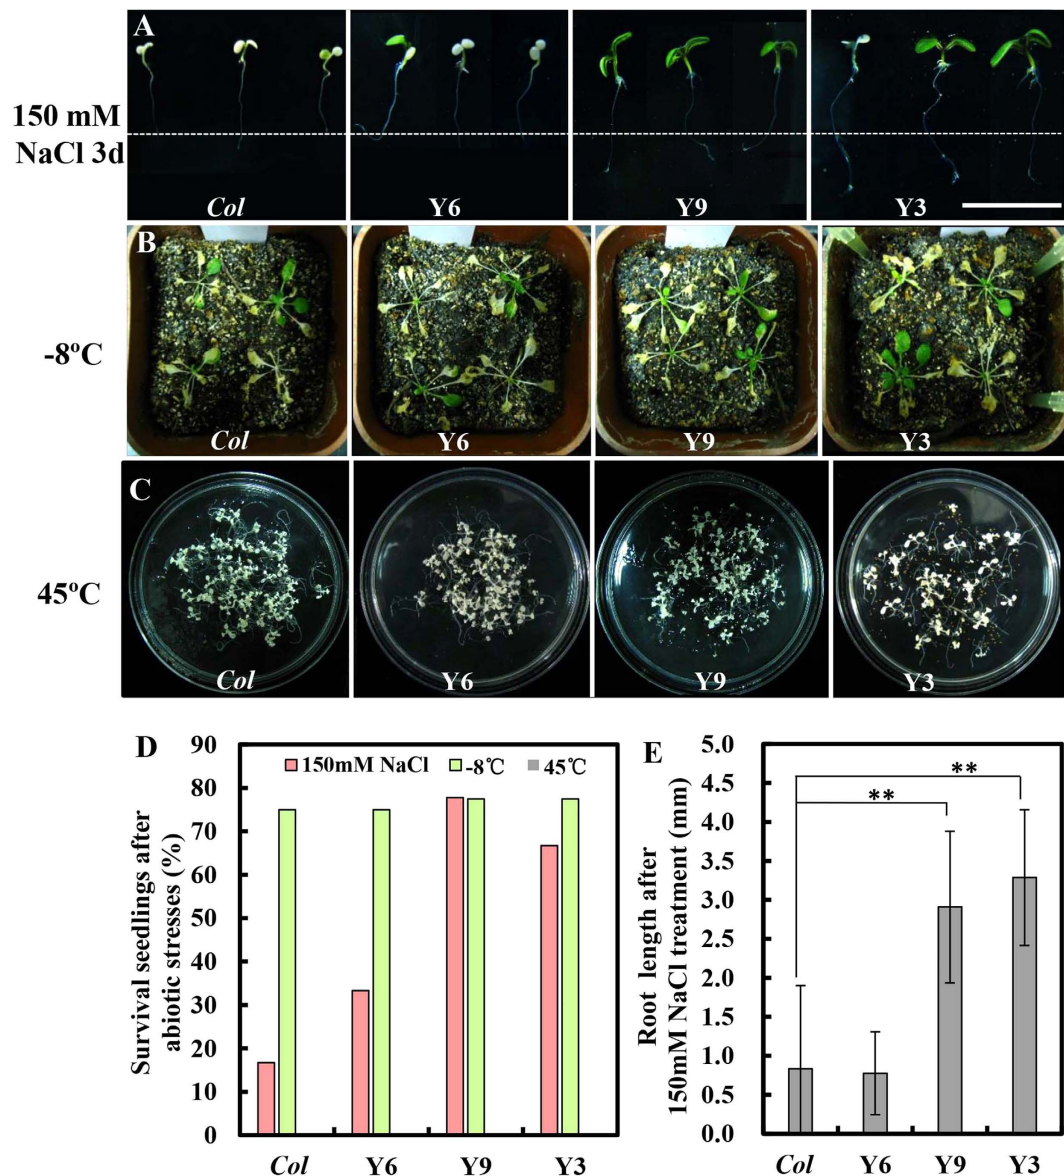 A
150 mM
NaCl 3d
Col Y6 Y9 Y3
B
-8ºC
Col Y6 Y9 Y3
C
45ºC
Col Y6 Y9 Y3
D
Survival seedlings after
abiotic stresses (%)
90
80
70
60
50
40
30
20
10
0
150mM NaCl -8℃ 45℃
Col Y6 Y9 Y3
E
Root length after
150mM NaCl treatment (mm)
5.0
4.5
4.0
3.5
3.0
2.5
2.0
1.5
1.0
0.5
0.0
**
**
Col Y6 Y9 Y3